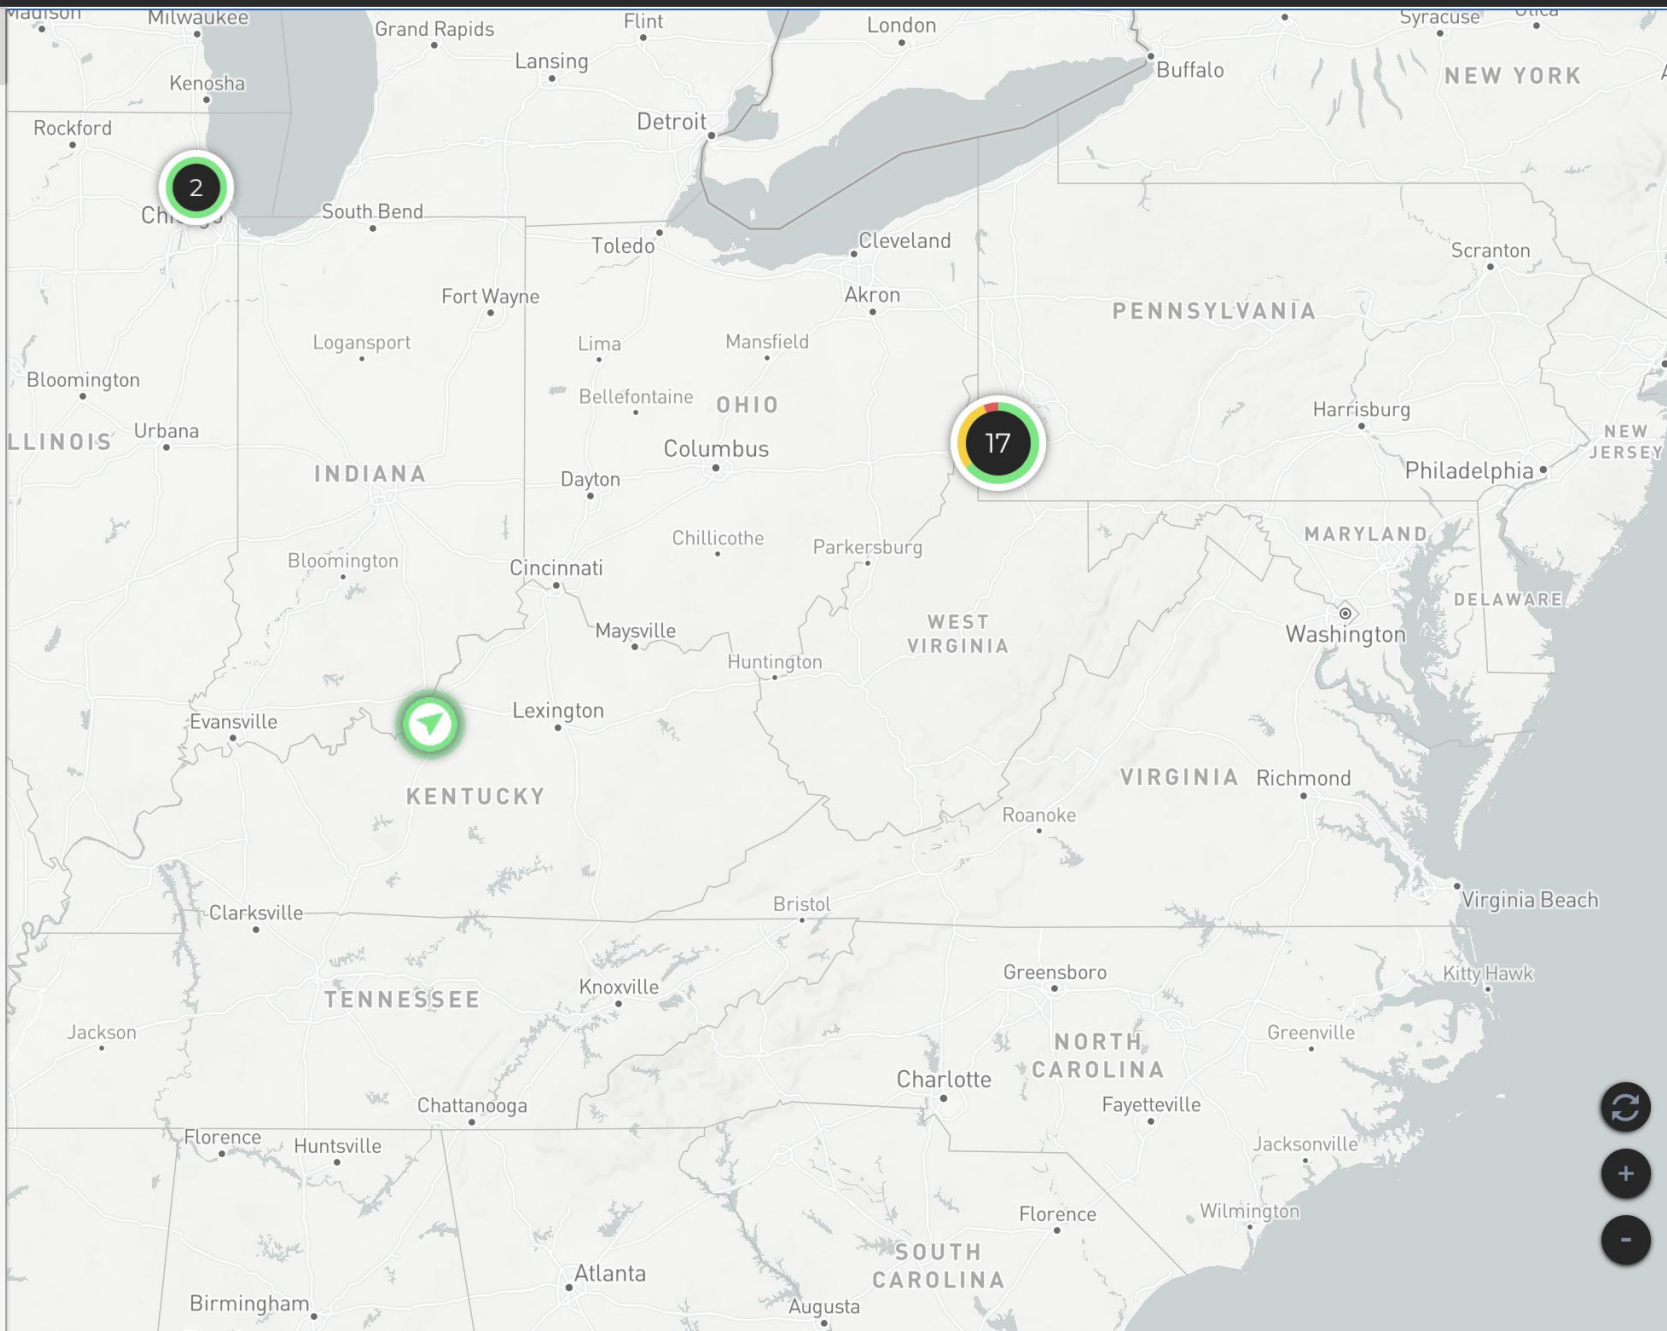 Madison
Milwaukee
Grand Rapids
Flint
London
Syracuse
Utica
Lansing
Buffalo
NEW YORK
Kenosha
Rockford
Detroit
2
South Bend
Toledo
Cleveland
Scranton
Fort Wayne
Akron
PENNSYLVANIA
Logansport
Lima
Mansfield
Bloomington
Bellefontaine
OHIO
Harrisburg
Urbana
LLINOIS
NEW
JERSEY
17
Columbus
INDIANA
Dayton
Philadelphia
Chillicothe
Parkersburg
MARYLAND
Bloomington
Cincinnati
DELAWARE
Maysville
WEST
VIRGINIA
Washington
Huntington
Evansville
Lexington
KENTUCKY
VIRGINIA
Richmond
Roanoke
Clarksville
Bristol
Virginia Beach
TENNESSEE
Knoxville
Greensboro
Kitty Hawk
Jackson
NORTH
CAROLINA
Greenville
Charlotte
Chattanooga
Fayetteville
Florence
Huntsville
Jacksonville
+
Florence
Wilmington
-
SOUTH
CAROLINA
Atlanta
Birmingham
Augusta